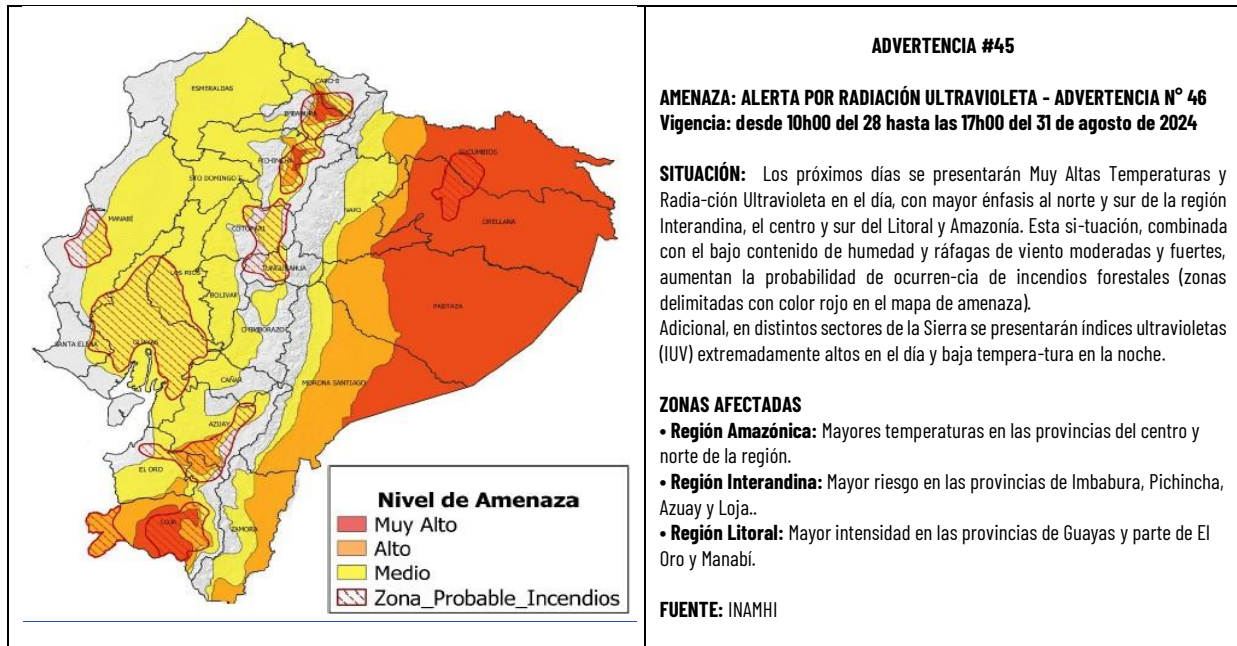 CARCHI
ESMERALDAS
IMBABURA
SUCUMBIOS
PICHINCHA
STO DOMINGO T.
NAPO
ORELLANA
MANABÍ
COTOPAXI
TUNGURAHUA
LOS RIOS
PASTAZA
BOLIVAR
CHIMBORAZO
SANTA ELENA
GUAYAS
MORONA SANTIAGO
CAÑAR
AZUAY
EL ORO
LOJA
ZAMORA
Nivel de Amenaza
Muy Alto
Alto
Medio
Zona_Probable_Incendios
ADVERTENCIA #45
AMENAZA: ALERTA POR RADIACIÓN ULTRAVIOLETA - ADVERTENCIA N° 46
Vigencia: desde 10h00 del 28 hasta las 17h00 del 31 de agosto de 2024
SITUACIÓN: Los próximos días se presentarán Muy Altas Temperaturas y
Radia-ción Ultravioleta en el día, con mayor énfasis al norte y sur de la región
Interandina, el centro y sur del Litoral y Amazonía. Esta si-tuación, combinada
con el bajo contenido de humedad y ráfagas de viento moderadas y fuertes,
aumentan la probabilidad de ocurren-cia de incendios forestales (zonas
delimitadas con color rojo en el mapa de amenaza).
Adicional, en distintos sectores de la Sierra se presentarán índices ultravioletas
(IUV) extremadamente altos en el día y baja tempera-tura en la noche.
ZONAS AFECTADAS
• Región Amazónica: Mayores temperaturas en las provincias del centro y
norte de la región.
• Región Interandina: Mayor riesgo en las provincias de Imbabura, Pichincha,
Azuay y Loja..
• Región Litoral: Mayor intensidad en las provincias de Guayas y parte de El
Oro y Manabí.
FUENTE: INAMHI